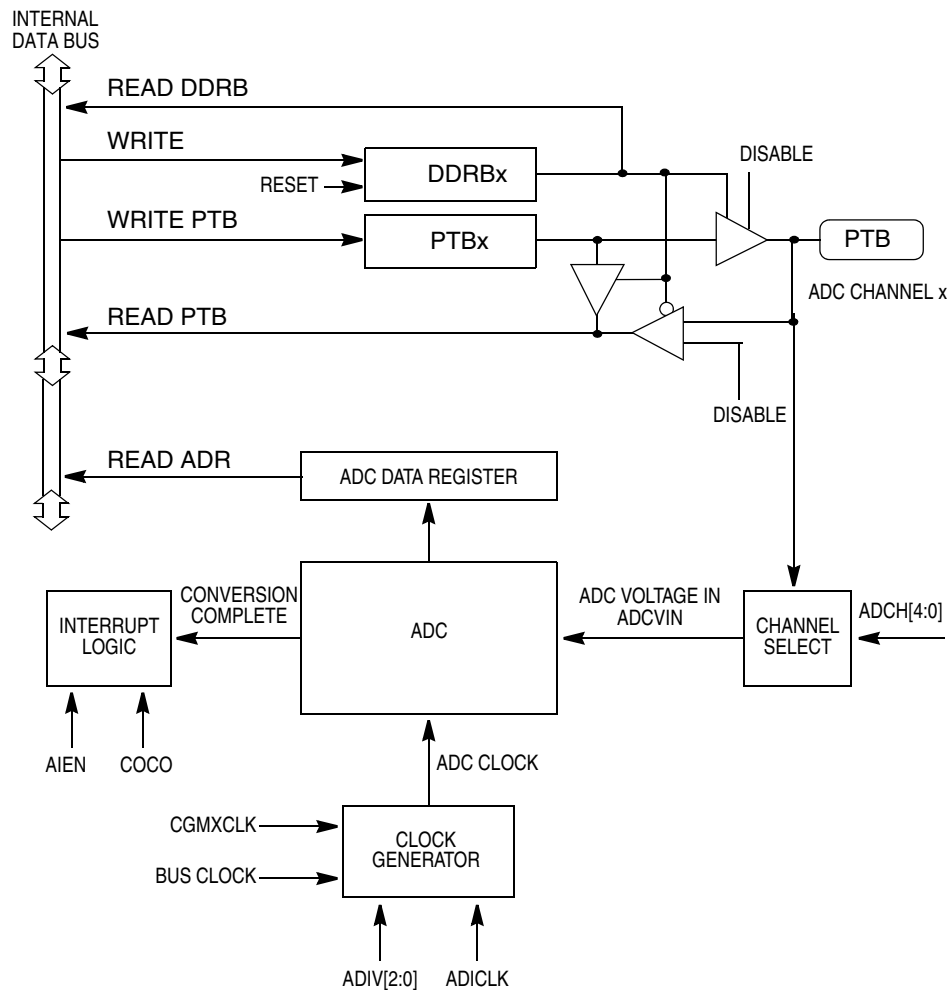 INTERNAL
DATA BUS
READ DDRB
WRITE
DISABLE
RESET
DDRBx
WRITE PTB
PTBx
PTB
ADC CHANNEL x
READ PTB
DISABLE
READ ADR
ADC DATA REGISTER
CONVERSION
COMPLETE
ADC VOLTAGE IN
ADCVIN
INTERRUPT
LOGIC
ADC
CHANNEL
SELECT
ADCH[4:0]
AIEN
COCO
ADC CLOCK
CGMXCLK
CLOCK
GENERATOR
BUS CLOCK
ADIV[2:0]
ADICLK